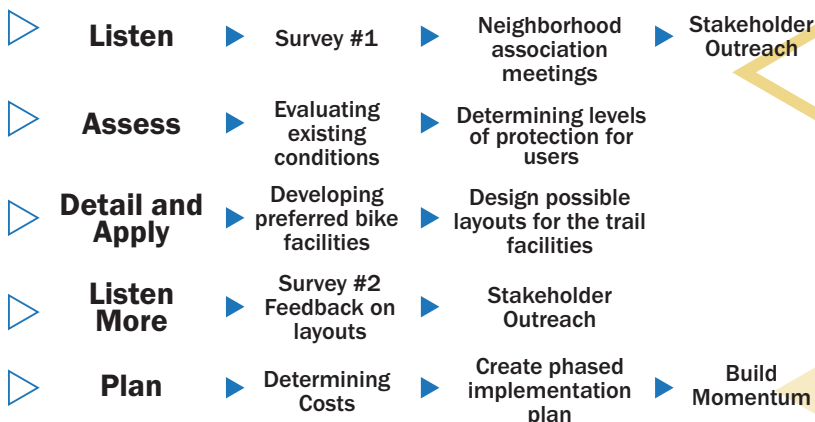 Listen
Survey #1
Neighborhood
association
meetings
Stakeholder
Outreach
Assess
Evaluating
existing
conditions
Determining levels
of protection for
users
Detail and
Apply
Developing
preferred bike
facilities
Design possible
layouts for the trail
facilities
Listen
More
Survey #2
Feedback on
layouts
Stakeholder
Outreach
Plan
Determining
Costs
Create phased
implementation
plan
Build
Momentum